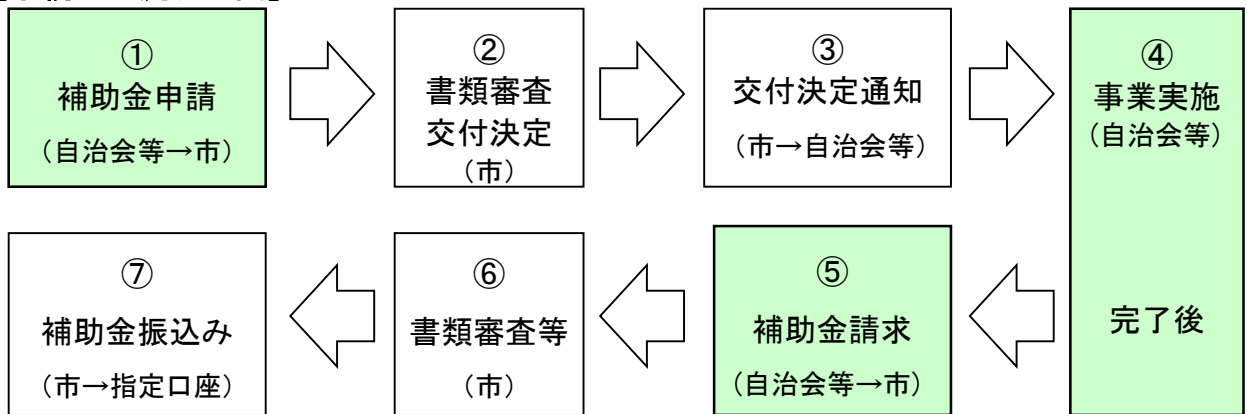 ①
補助金申請
（自治会等→市）
②
書類審査
交付決定
（市）
③
交付決定通知
（市→自治会等）
④
事業実施
（自治会等）
完了後
⑤
補助金請求
（自治会等→市）
⑥
書類審査等
（市）
⑦
補助金振込み
（市→指定口座）